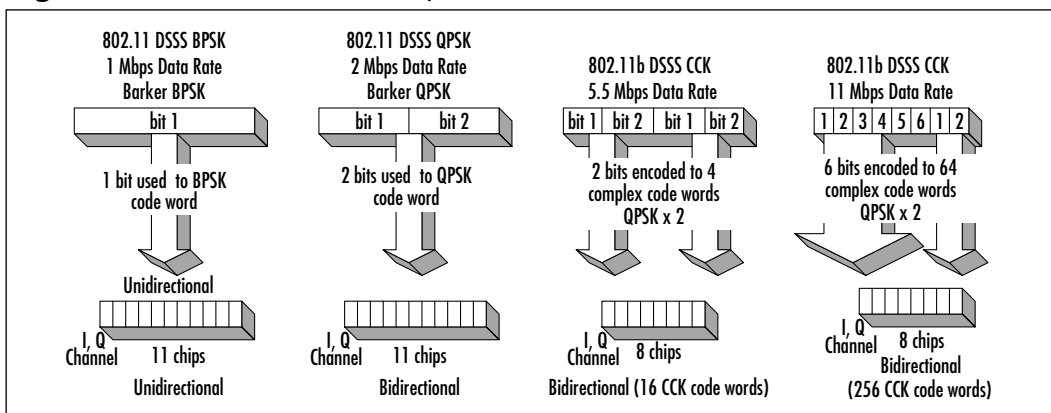 802.11 DSSS BPSK
1 Mbps Data Rate
Barker BPSK
bit 1
1 bit used to BPSK
code word
Unidirectional
I, Q
Channel
11 chips
Unidirectional
802.11 DSSS QPSK
2 Mbps Data Rate
Barker QPSK
bit 1 bit 2
2 bits used to QPSK
code word
I, Q
Channel
11 chips
Bidirectional
802.11b DSSS CCK
5.5 Mbps Data Rate
bit 1 bit 2 bit 1 bit 2
2 bits encoded to 4
complex code words
QPSK x 2
I, Q
Channel
8 chips
Bidirectional (16 CCK code words)
802.11b DSSS CCK
11 Mbps Data Rate
1 2 3 4 5 6 1 2
6 bits encoded to 64
complex code words
QPSK x 2
I, Q
Channel
8 chips
Bidirectional
(256 CCK code words)